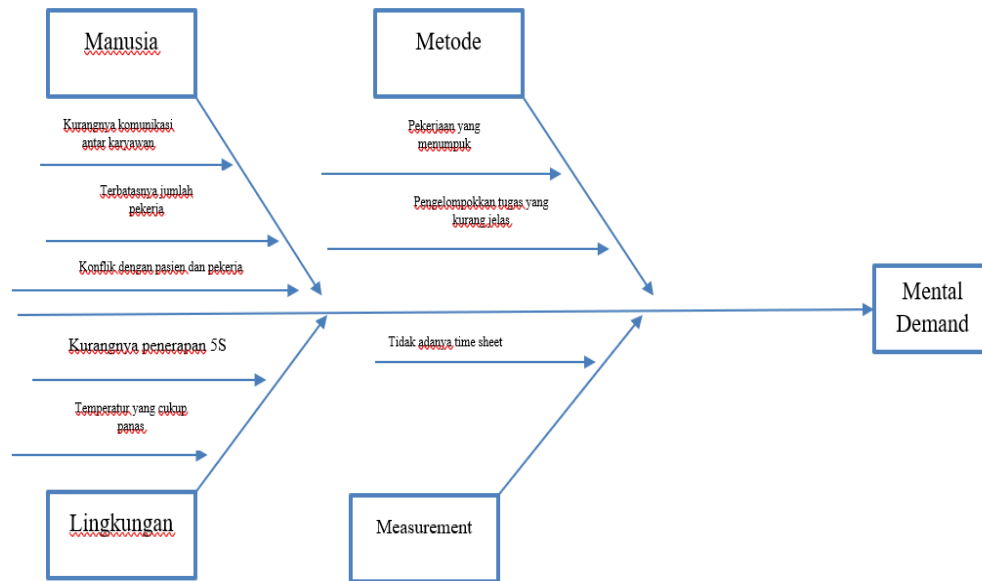 Manusia
Metode
Kurangnya komunikasi
antar karyawan
Pekerjaan yang
menumpuk
Terbatasnya jumlah
pekerja
Pengelompokkan tugas yang
kurang jelas
Konflik dengan pasien dan pekerja
Mental
Demand
Kurangnya penerapan 5S
Tidak adanya time sheet
Temperatur yang cukup
panas
Lingkungan
Measurement